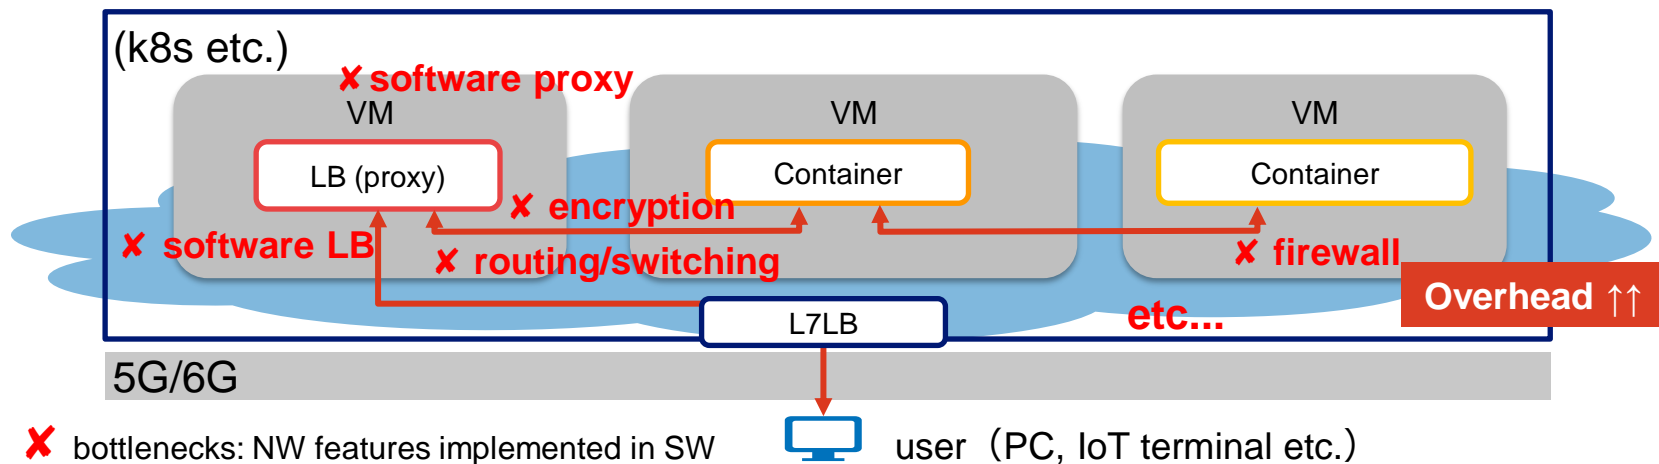 (k8s etc.)
✘ software proxy
VM
VM
VM
LB (proxy)
Container
Container
✘ encryption
✘ software LB
✘ routing/switching
✘ firewall
Overhead ↑↑
etc...
L7LB
5G/6G
✘ bottlenecks: NW features implemented in SW
user（PC, IoT terminal etc.）